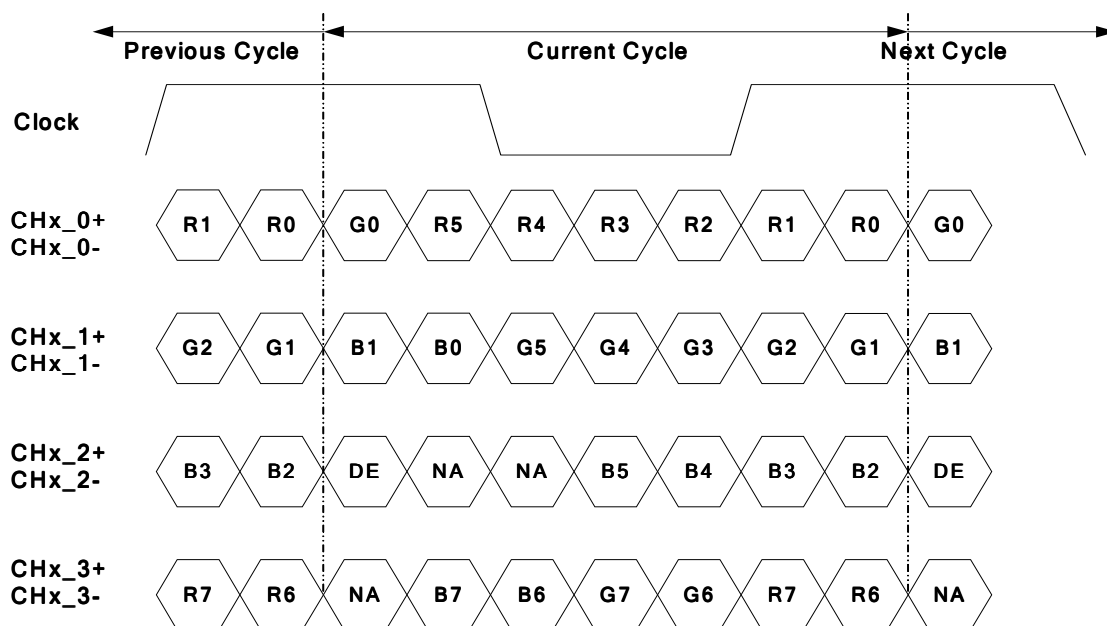 Previous Cycle Current Cycle Next Cycle
Clock
CHx_0+
CHx_0-
R1 R0 G0 R5 R4 R3 R2 R1 R0 G0
CHx_1+
CHx_1-
G2 G1 B1 B0 G5 G4 G3 G2 G1 B1
CHx_2+
CHx_2-
B3 B2 DE NA NA B5 B4 B3 B2 DE
CHx_3+
CHx_3-
R7 R6 NA B7 B6 G7 G6 R7 R6 NA